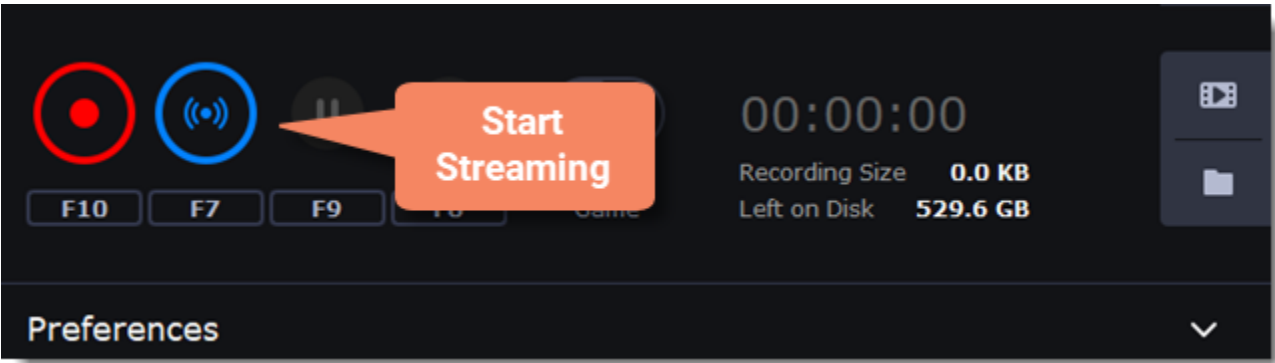 Start
Streaming
00:00:00
Recording Size 0.0 KB
Left on Disk 529.6 GB
F10 F7 F9
Game
Preferences